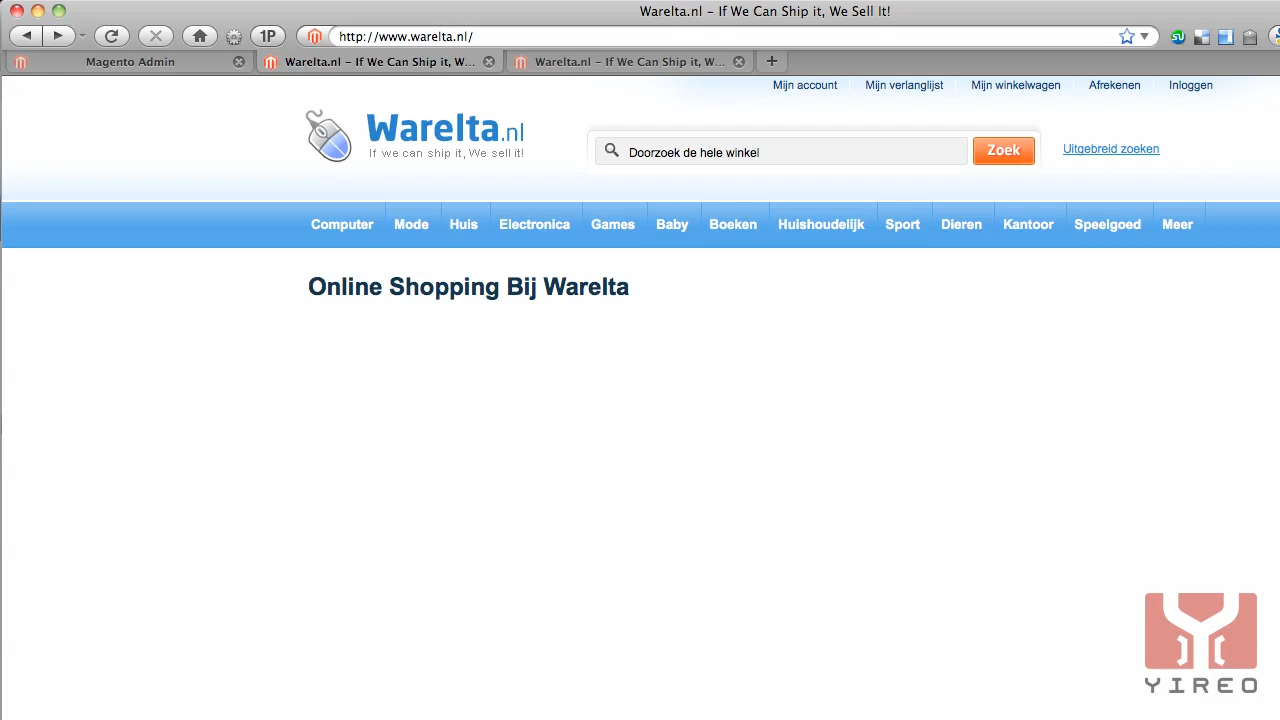 Warelta.nl – If We Can Ship it, We Sell It!
1P
http://www.warelta.nl/
Magento Admin
Warelta.nl – If We Can Ship it, W...
Warelta.nl – If We Can Ship it, W...
Mijn account
Mijn verlanglijst
Mijn winkelwagen
Afrekenen
Inloggen
Warelta.nl
If we can ship it, We sell it!
Doorzoek de hele winkel
Zoek
Uitgebreid zoeken
Computer
Mode
Huis
Electronica
Games
Baby
Boeken
Huishoudelijk
Sport
Dieren
Kantoor
Speelgoed
Meer
Online Shopping Bij Warelta
YIREO